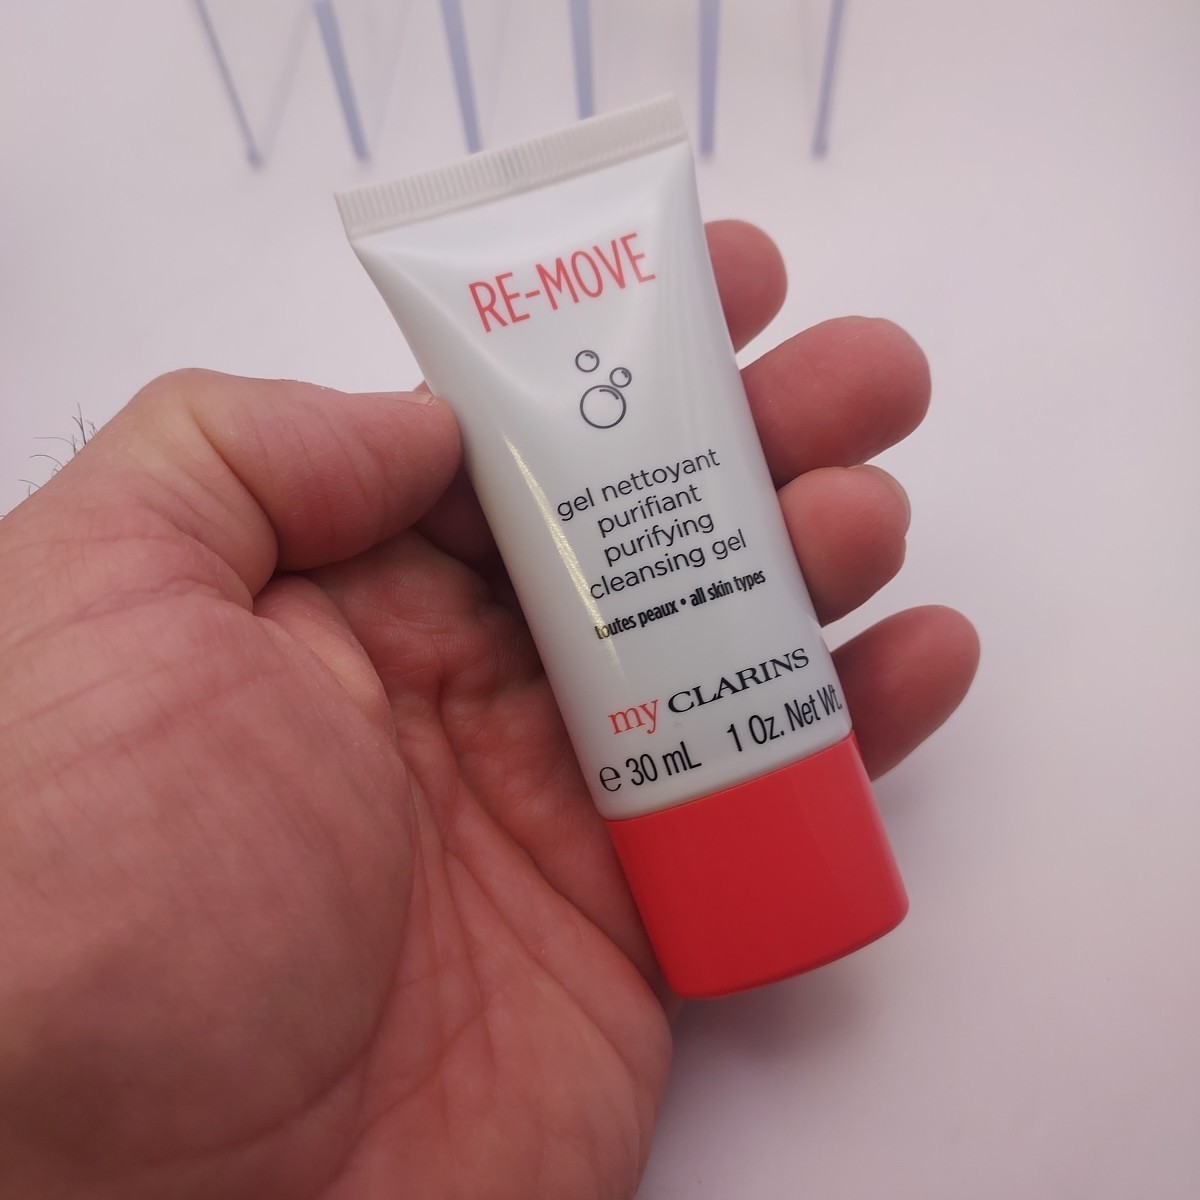 RE-MOVE
gel nettoyant
purifiant
purifying
cleansing gel
toutes peaux • all skin types
my CLARINS
℮ 30 mL 1 Oz. Net Wt.